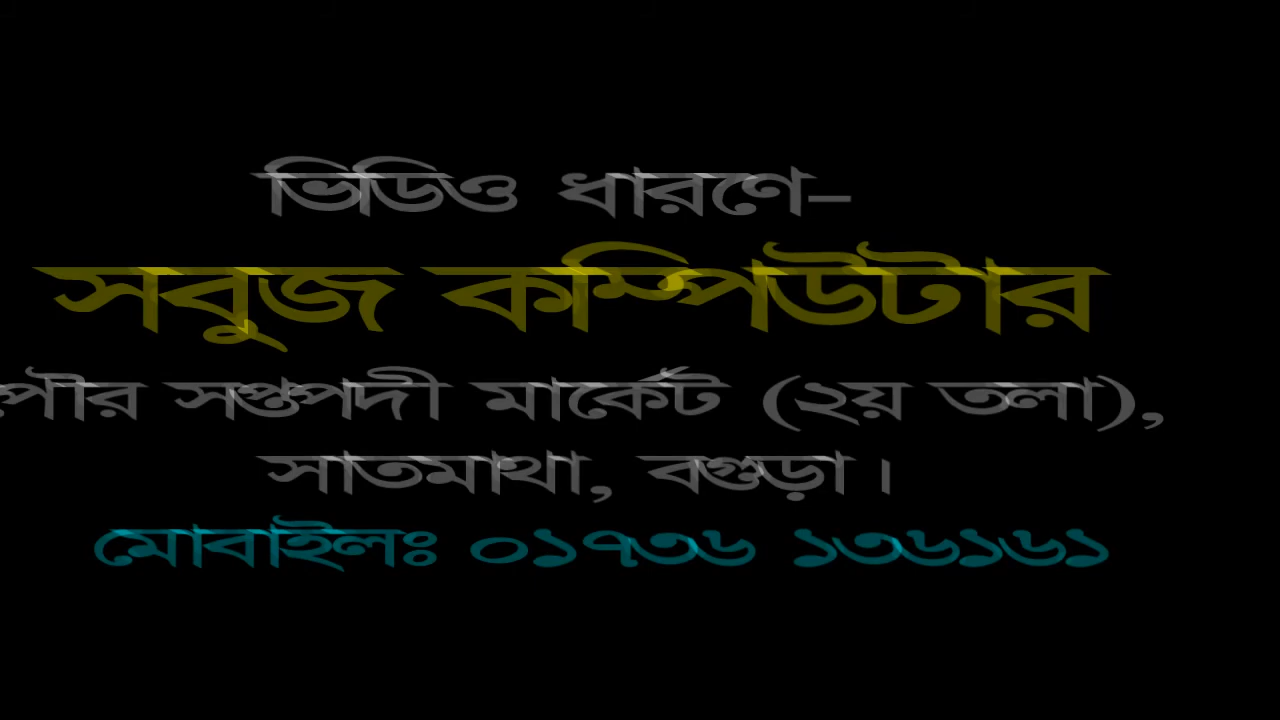 ভিডিও ধারণে-
সবুজ কম্পিউটার
পৌর সপ্তপদী মার্কেট (২য় তলা),
সাতমাথা, বগুড়া।
মোবাইলঃ ০১৭৩৬ ১৩৬১৬১